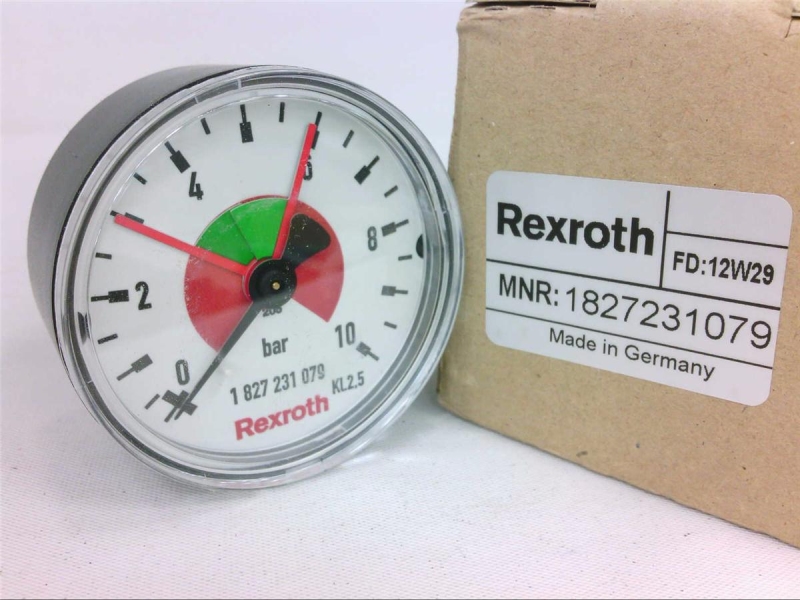 4
6
2
8
0
10
bar
1 827 231 079
KL2.5
Rexroth
Rexroth
FD:12W29
MNR:1827231079
Made in Germany